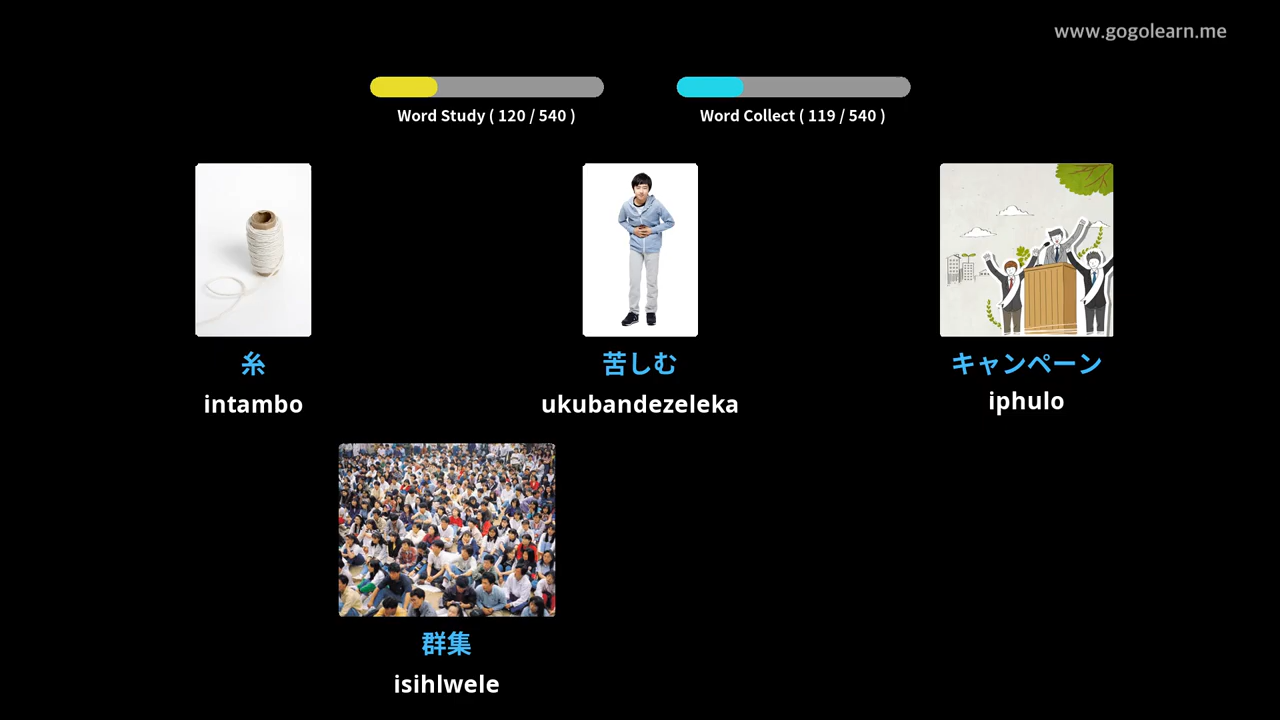 www.gogolearn.me
Word Study ( 120 / 540 )
Word Collect ( 119 / 540 )
糸
intambo
苦しむ
ukubandezeleka
キャンペーン
iphulo
群集
isihlwele